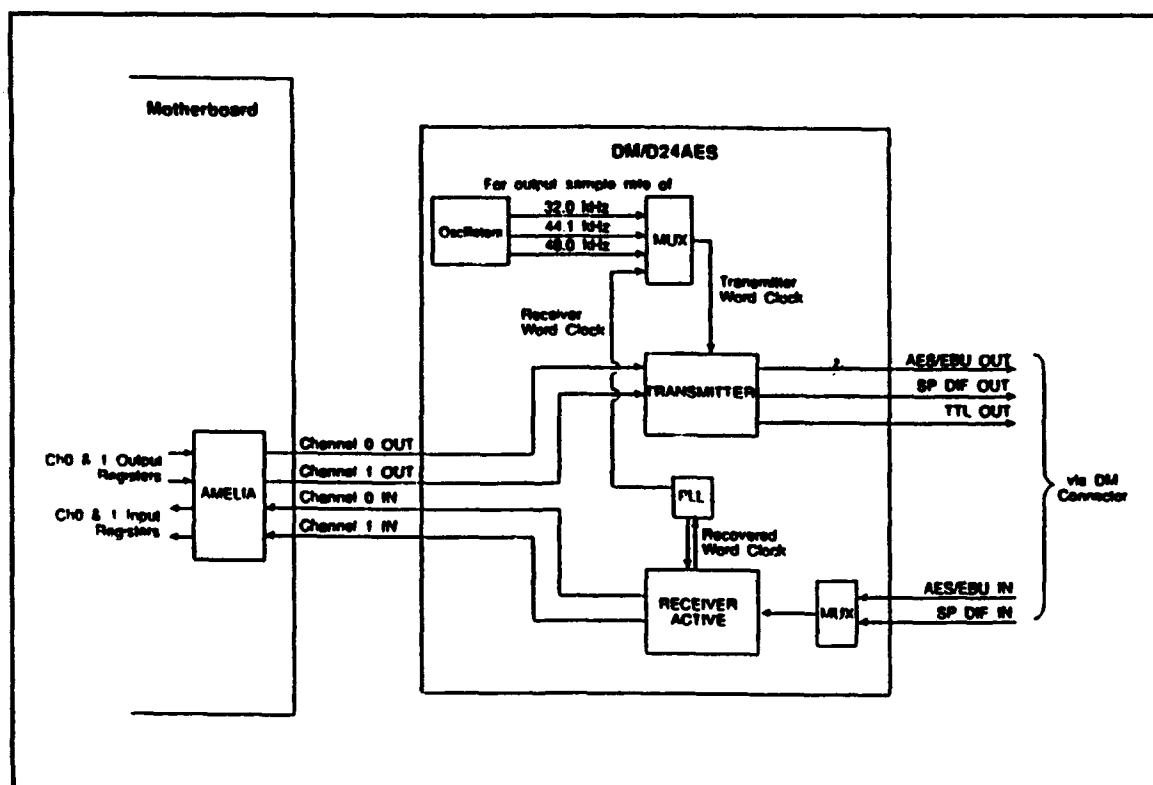 Motherboard
DM/D24AES
For output sample rate of
Oscillators
32.0 kHz
44.1 kHz
48.0 kHz
MUX
Transmitter
Word Clock
Receiver
Word Clock
TRANSMITTER
2
AES/EBU OUT
SP DIF OUT
TTL OUT
Ch0 & 1 Output
Registers
Ch0 & 1 Input
Registers
AMELIA
Channel 0 OUT
Channel 1 OUT
Channel 0 IN
Channel 1 IN
PLL
Recovered
Word Clock
RECEIVER
ACTIVE
MUX
AES/EBU IN
SP DIF IN
via DM
Connector